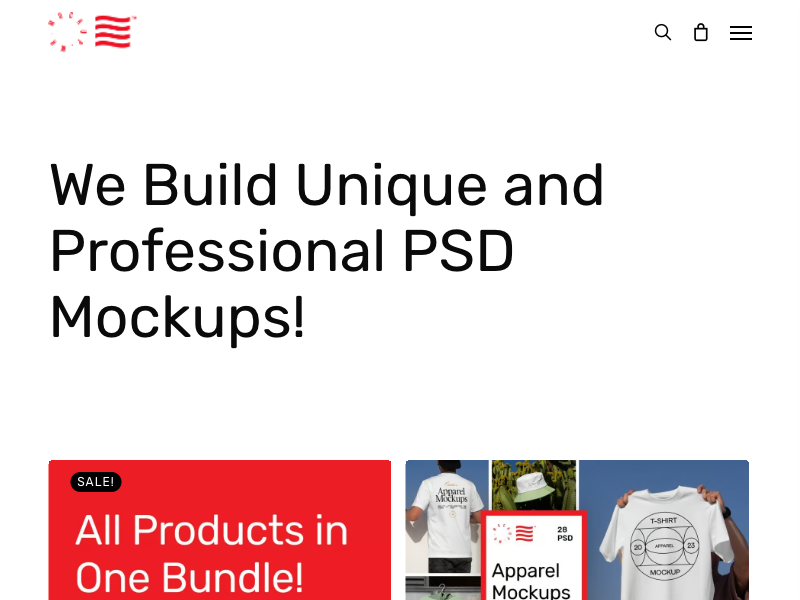 We Build Unique and
Professional PSD
Mockups!
SALE!
All Products in
One Bundle!
Apparel
Mockups
28
PSD
Apparel
Mockups
T-SHIRT
20
APPAREL
23
MOCKUP